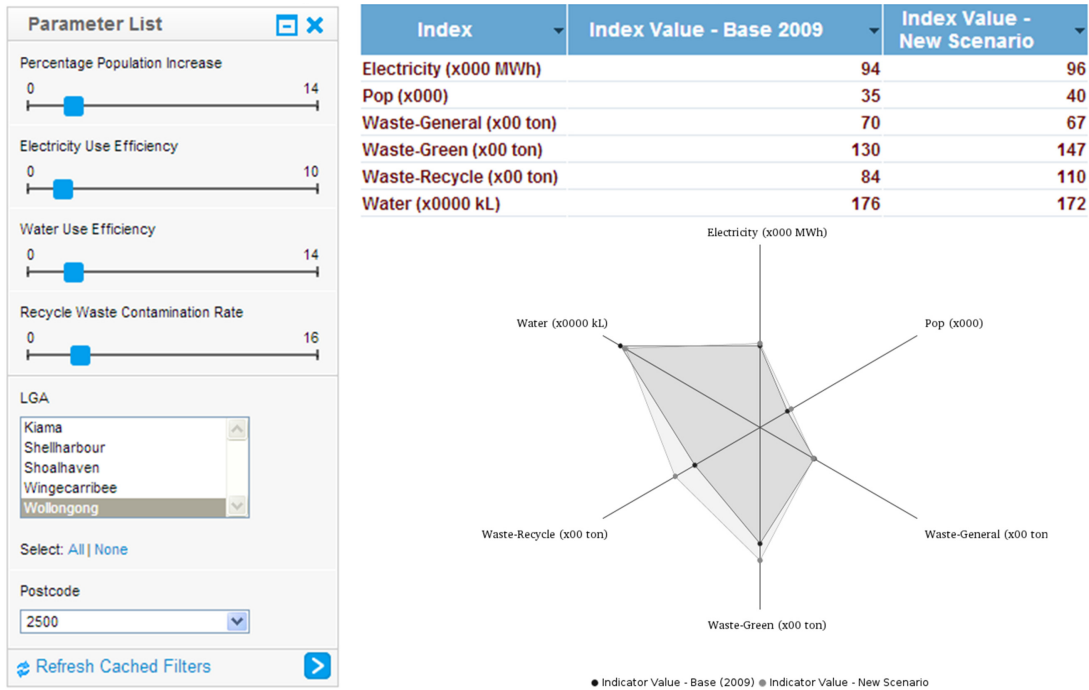 Parameter List
Percentage Population Increase
0 14
Electricity Use Efficiency
0 10
Water Use Efficiency
0 14
Recycle Waste Contamination Rate
0 16
LGA
Kiama
Shellharbour
Shoalhaven
Wingecarribee
Wollongong
Select: All | None
Postcode
2500
Refresh Cached Filters
Index Index Value - Base 2009 Index Value -
New Scenario
Electricity (x000 MWh) 94 96
Pop (x000) 35 40
Waste-General (x00 ton) 70 67
Waste-Green (x00 ton) 130 147
Waste-Recycle (x00 ton) 84 110
Water (x0000 kL) 176 172
Electricity (x000 MWh)
Water (x0000 kL) Pop (x000)
Waste-Recycle (x00 ton) Waste-General (x00 ton
Waste-Green (x00 ton)
Indicator Value - Base (2009) Indicator Value - New Scenario